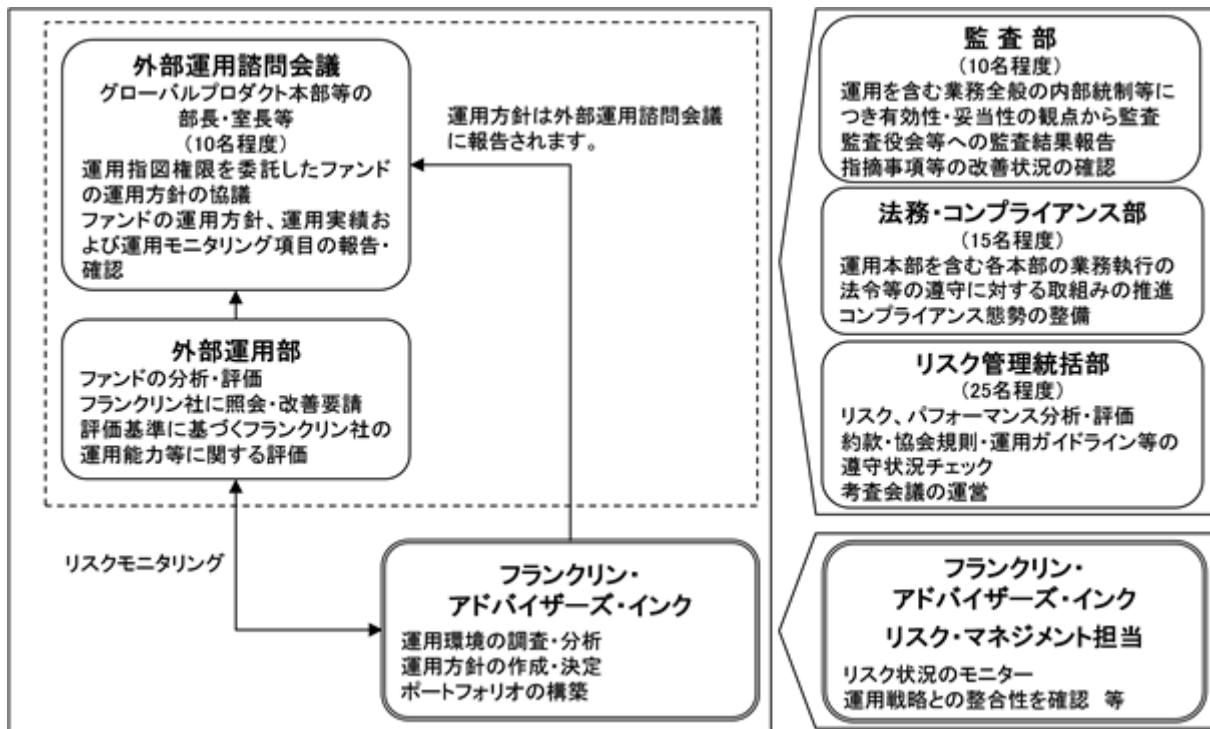 外部運用諮問会議
グローバルプロダクト本部等の
部長・室長等
(10名程度)
運用指図権限を委託したファンド
の運用方針の協議
ファンドの運用方針、運用実績お
よび運用モニタリング項目の報告・
確認
運用方針は外部運用諮問会議
に報告されます。
外部運用部
ファンドの分析・評価
フランクリン社に照会・改善要請
評価基準に基づくフランクリン社の
運用能力等に関する評価
リスクモニタリング
フランクリン・
アドバイザーズ・インク
運用環境の調査・分析
運用方針の作成・決定
ポートフォリオの構築
監 査 部
(10名程度)
運用を含む業務全般の内部統制等に
つき有効性・妥当性の観点から監査
監査役会等への監査結果報告
指摘事項等の改善状況の確認
法務・コンプライアンス部
(15名程度)
運用本部を含む各本部の業務執行の
法令等の遵守に対する取組みの推進
コンプライアンス態勢の整備
リスク管理統括部
(25名程度)
リスク、パフォーマンス分析・評価
約款・協会規則・運用ガイドライン等の
遵守状況チェック
考査会議の運営
フランクリン・
アドバイザーズ・インク
リスク・マネジメント担当
リスク状況のモニター
運用戦略との整合性を確認 等